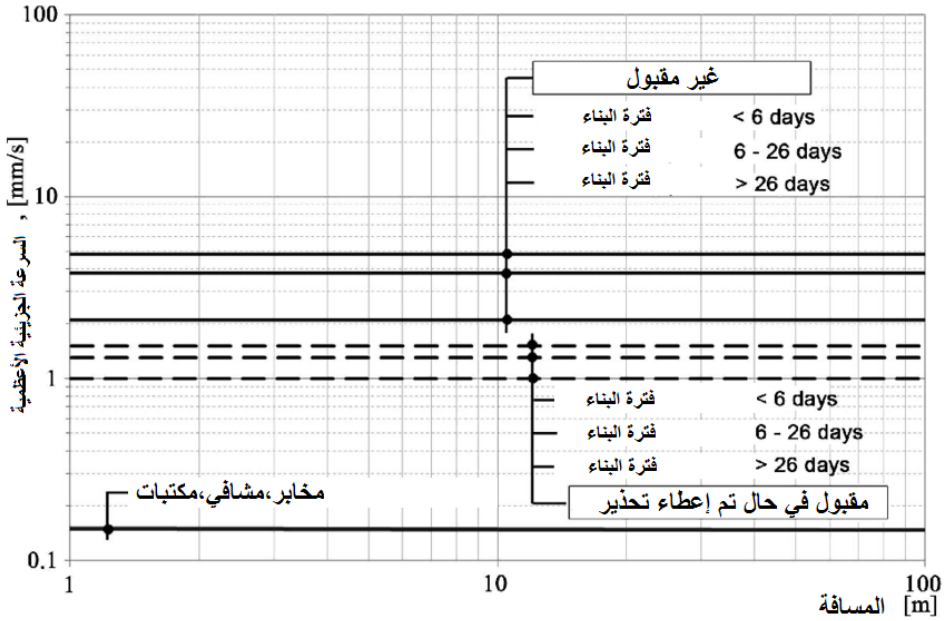 100
غير مقبول
فترة البناء < 6 days
فترة البناء 6 - 26 days
فترة البناء > 26 days
10
السرعة الجزيئية الأعظمية , [mm/s]
1
فترة البناء < 6 days
فترة البناء 6 - 26 days
فترة البناء > 26 days
مقبول في حال تم إعطاء تحذير
مخابر،مشافي،مكتبات
0.1
1 10 100
المسافة [m]